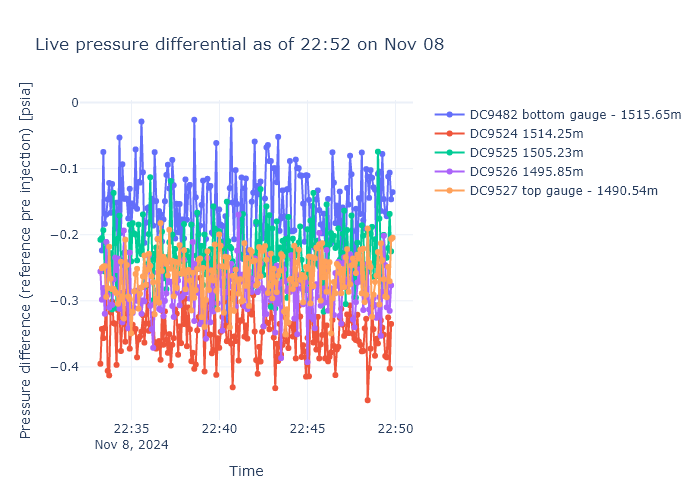 Live pressure differential as of 22:52 on Nov 08
Pressure difference (reference pre injection) [psia]
0
−0.1
−0.2
−0.3
−0.4
22:35
22:40
22:45
22:50
Nov 8, 2024
Time
DC9482 bottom gauge - 1515.65m
DC9524 1514.25m
DC9525 1505.23m
DC9526 1495.85m
DC9527 top gauge - 1490.54m